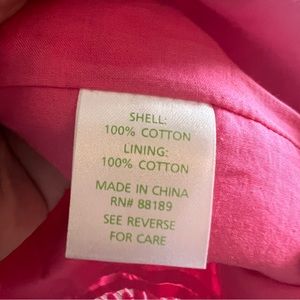 SHELL:
100% COTTON
LINING:
100% COTTON
MADE IN CHINA
RN# 88189
SEE REVERSE
FOR CARE